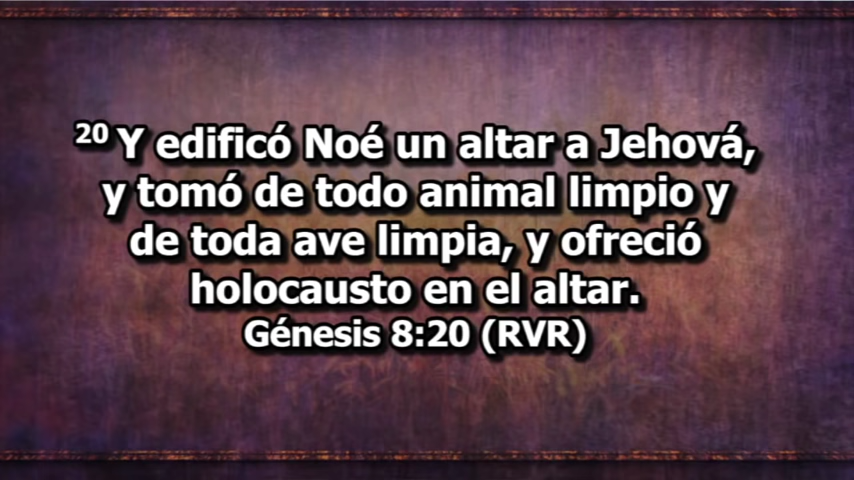 20 Y edificó Noé un altar a Jehová,
y tomó de todo animal limpio y
de toda ave limpia, y ofreció
holocausto en el altar.
Génesis 8:20 (RVR)